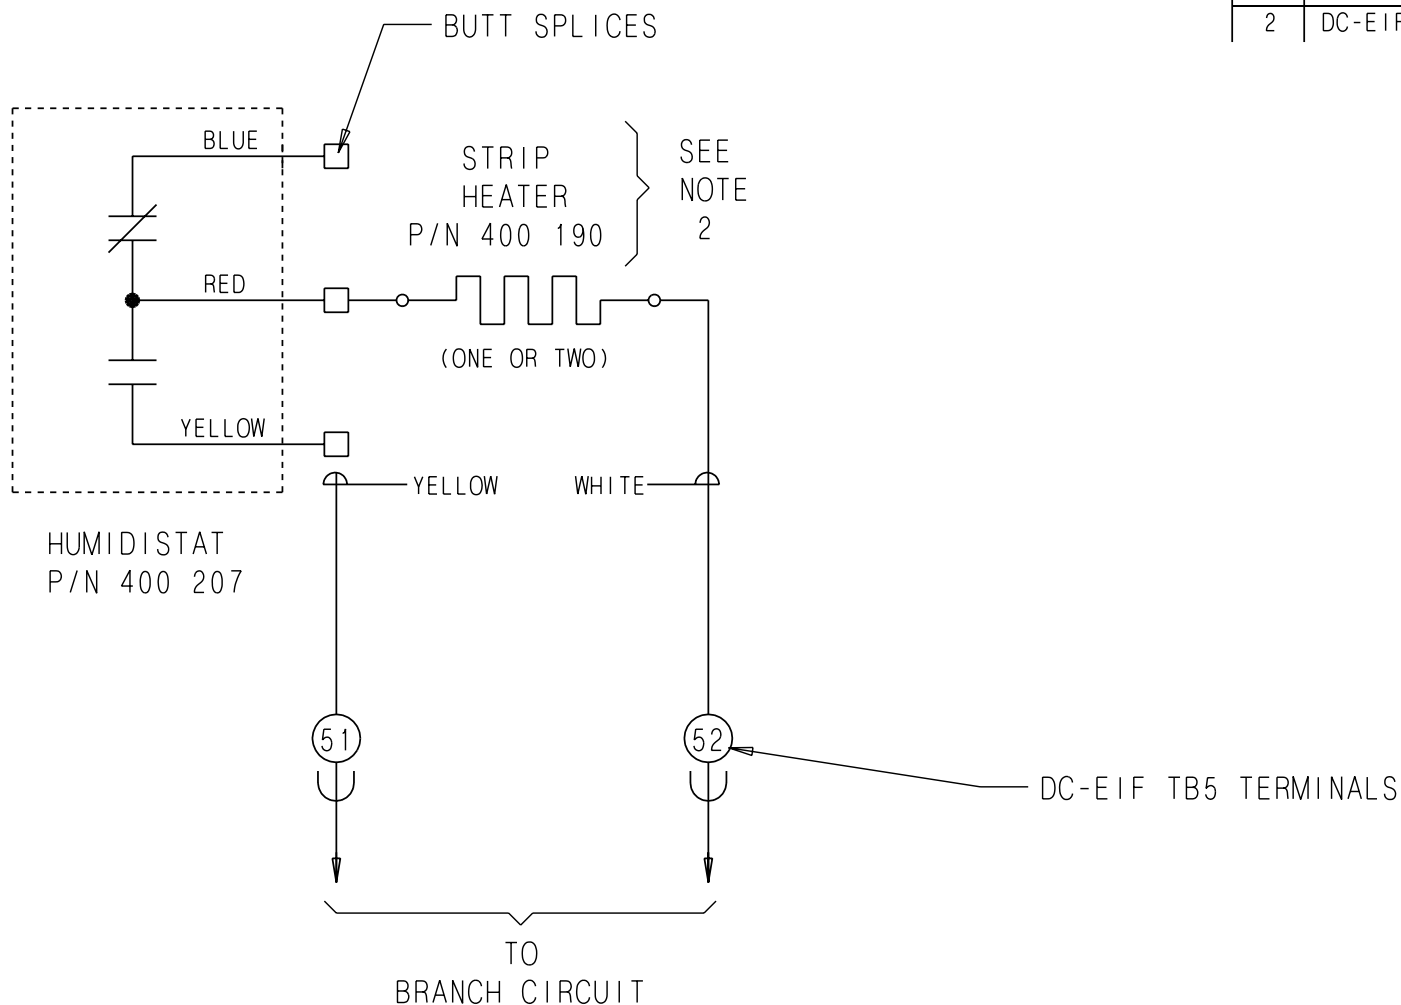 BUTT SPLICES
2 DC-EIF
BLUE
STRIP
HEATER
P/N 400 190
SEE
NOTE
2
RED
(ONE OR TWO)
YELLOW
YELLOW
WHITE
HUMIDISTAT
P/N 400 207
51
52
DC-EIF TB5 TERMINALS
TO
BRANCH CIRCUIT